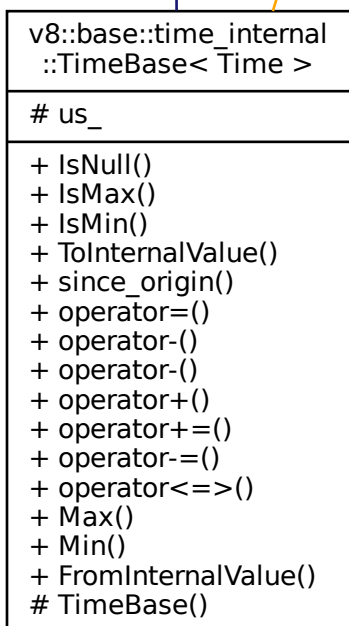 v8::base::time_internal
::TimeBase< Time >
# us_
+ IsNull()
+ IsMax()
+ IsMin()
+ ToInternalValue()
+ since_origin()
+ operator=()
+ operator-()
+ operator-()
+ operator+()
+ operator+=()
+ operator-=()
+ operator<=>()
+ Max()
+ Min()
+ FromInternalValue()
# TimeBase()